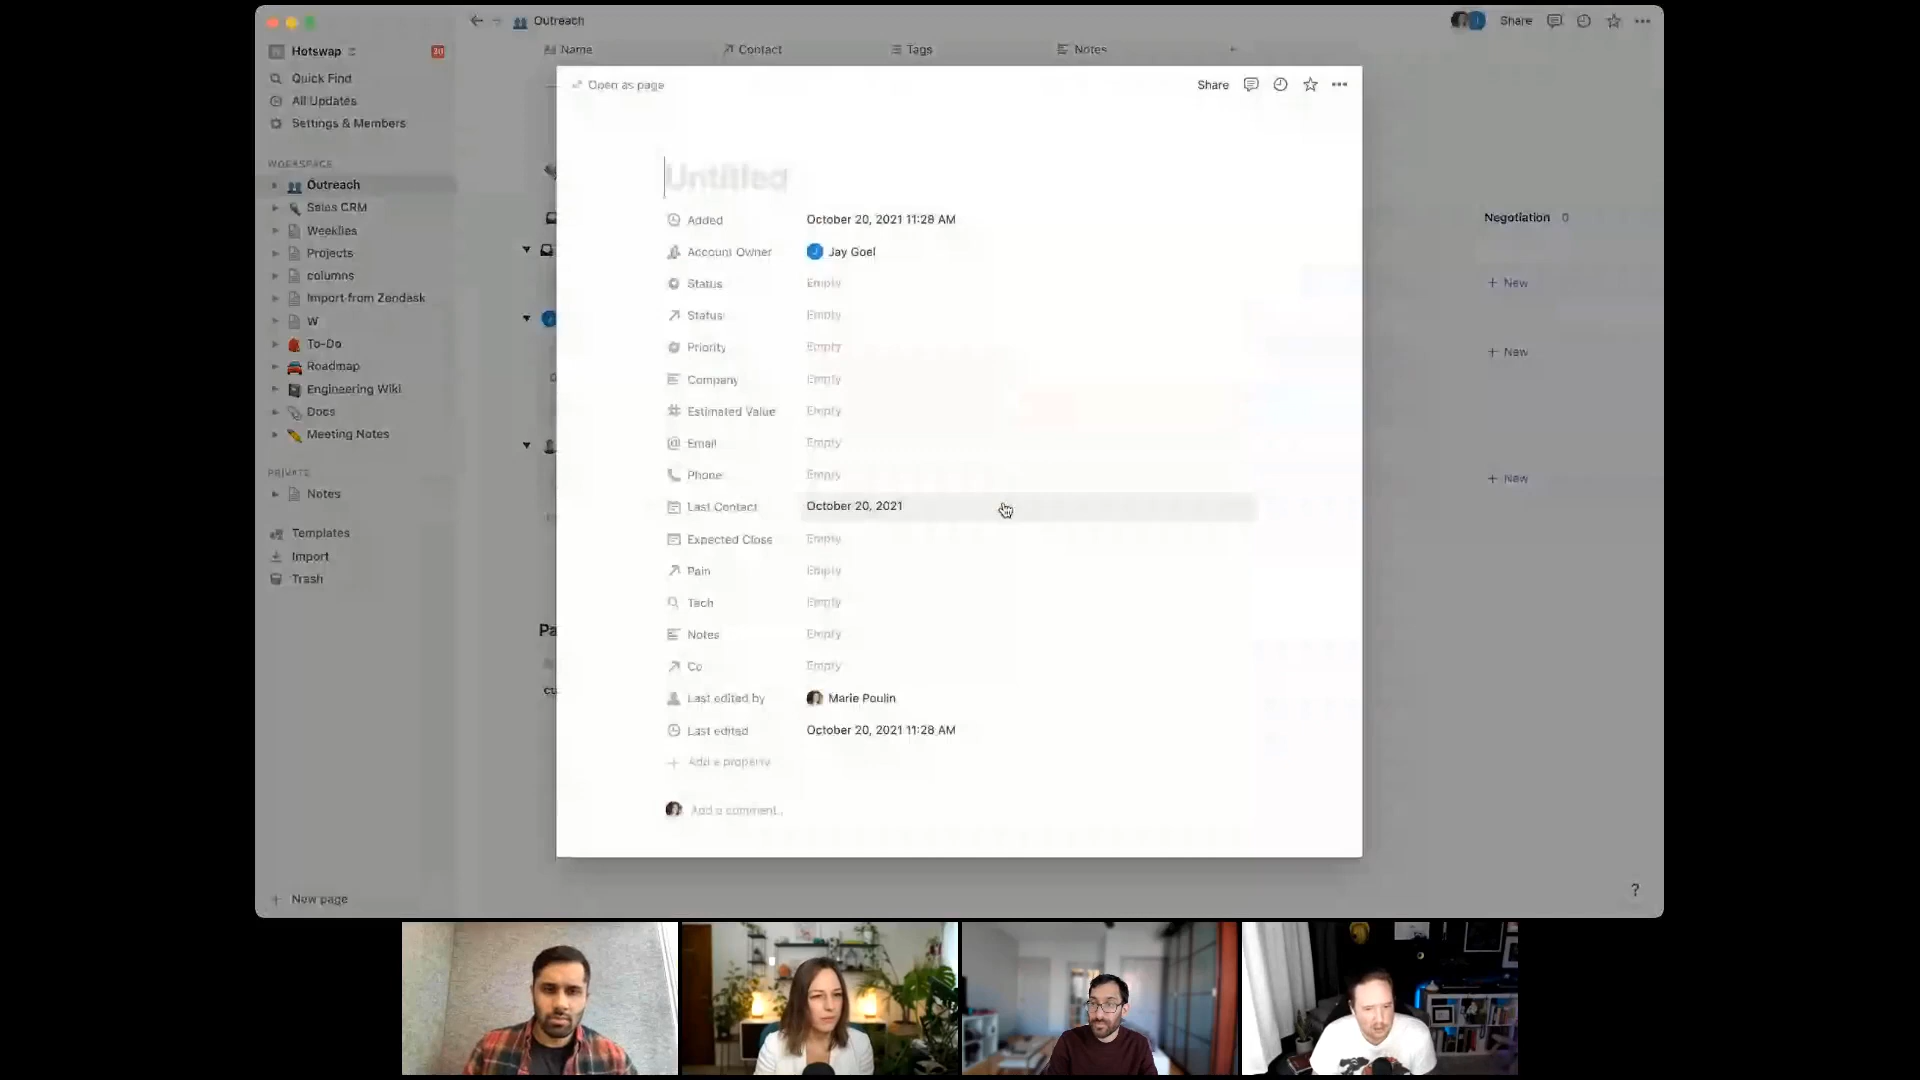 Outreach
Share
Hotswap
20
Quick Find
All Updates
Settings & Members
WORKSPACE
Outreach
Sales CRM
Weeklies
Projects
columns
Import from Zendesk
W
To-Do
Roadmap
Engineering Wiki
Docs
Meeting Notes
PRIVATE
Notes
Templates
Import
Trash
New page
Name
Contact
Tags
Notes
Open as page
Share
Untitled
Added October 20, 2021 11:28 AM
Account Owner J Jay Goel
Status Empty
Status Empty
Priority Empty
Company Empty
Estimated Value Empty
Email Empty
Phone Empty
Last Contact October 20, 2021
Expected Close Empty
Pain Empty
Tech Empty
Notes Empty
Co Empty
Last edited by Marie Poulin
Last edited October 20, 2021 11:28 AM
+ Add a property
Add a comment...
Negotiation 0
+ New
+ New
+ New
Pa
cu
?